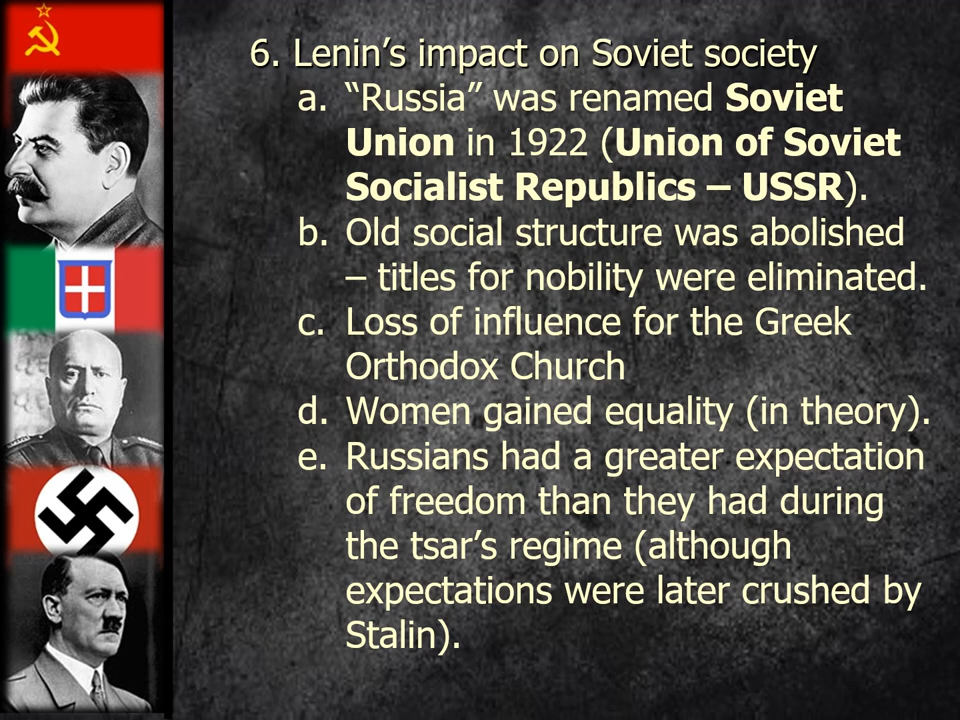 6. Lenin’s impact on Soviet society
a. “Russia” was renamed Soviet
Union in 1922 (Union of Soviet
Socialist Republics – USSR).
b. Old social structure was abolished
– titles for nobility were eliminated.
c. Loss of influence for the Greek
Orthodox Church
d. Women gained equality (in theory).
e. Russians had a greater expectation
of freedom than they had during
the tsar’s regime (although
expectations were later crushed by
Stalin).